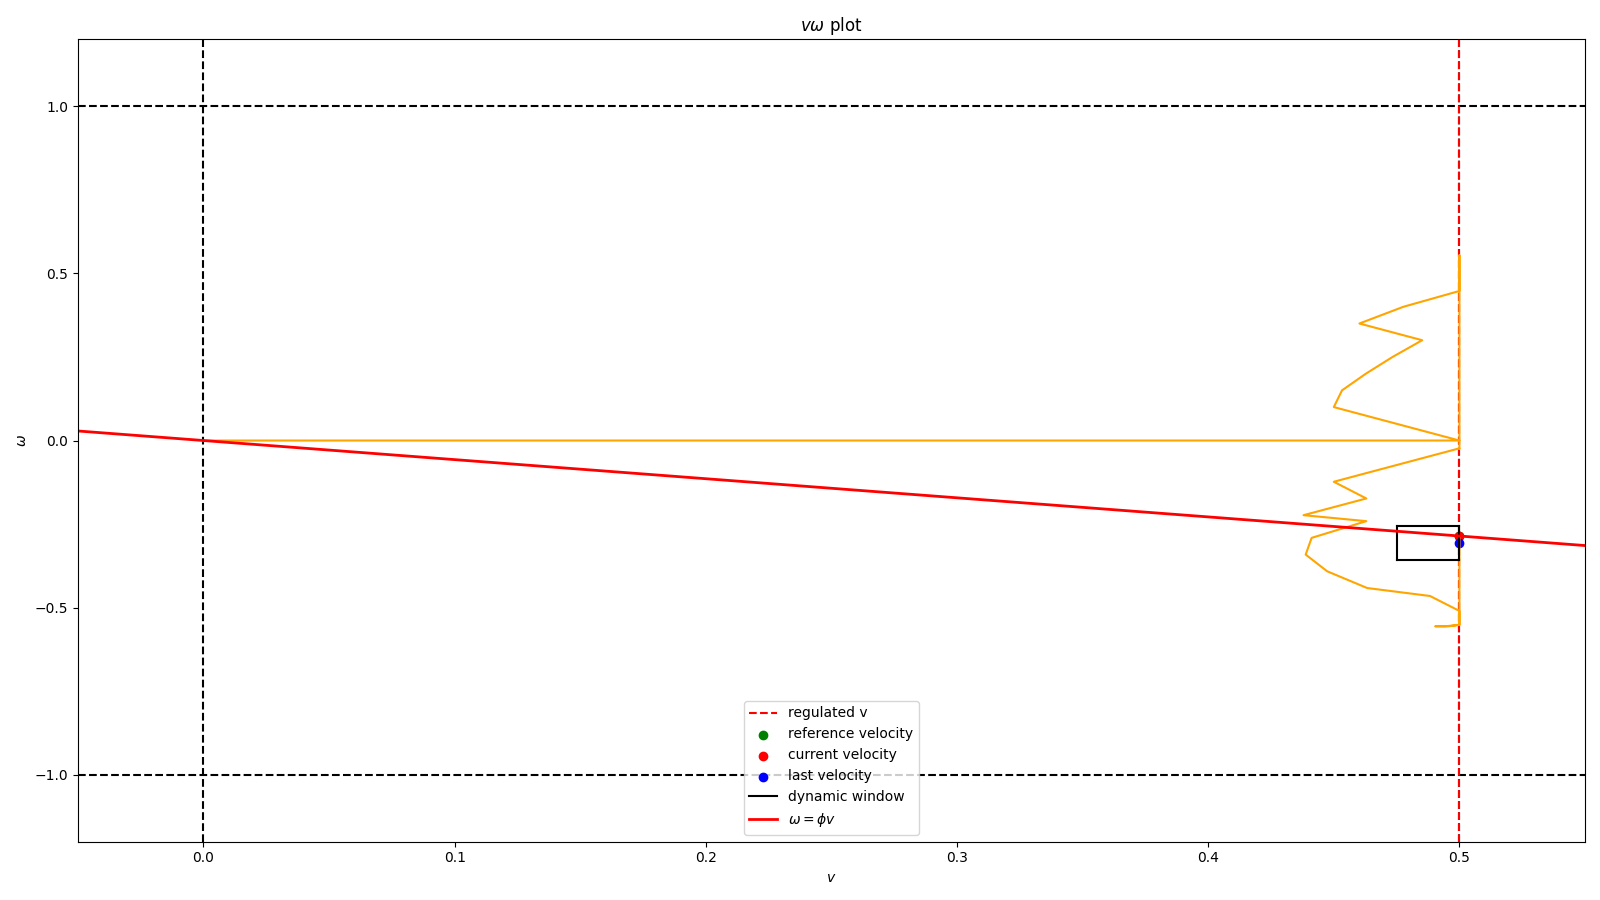 vω plot
1.0
0.5
0.0
−0.5
−1.0
ω
regulated v
reference velocity
current velocity
last velocity
dynamic window
ω = ϕv
0.0 0.1 0.2 0.3 0.4 0.5
v